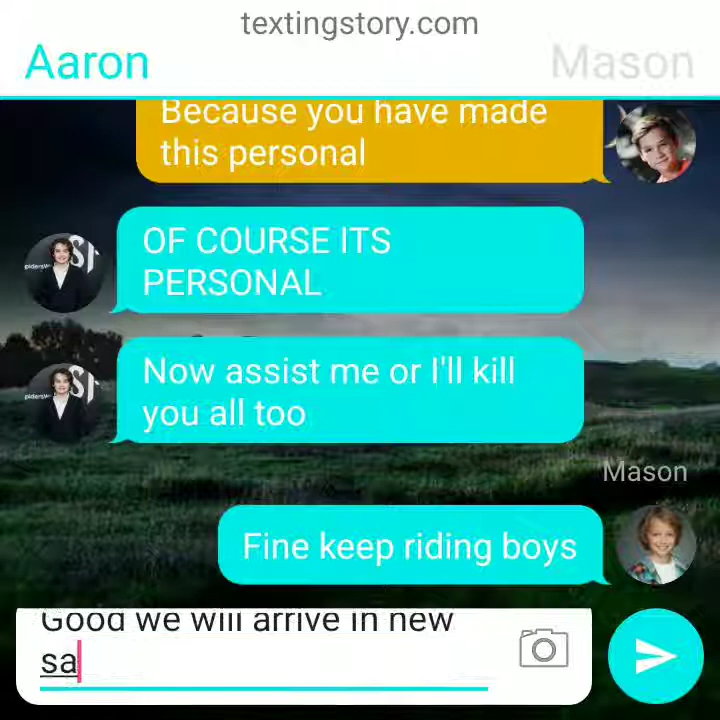 textingstory.com
Aaron
Mason
Because you have made
this personal
OF COURSE ITS
PERSONAL
Now assist me or I'll kill
you all too
Mason
Fine keep riding boys
Good we will arrive in new
sa